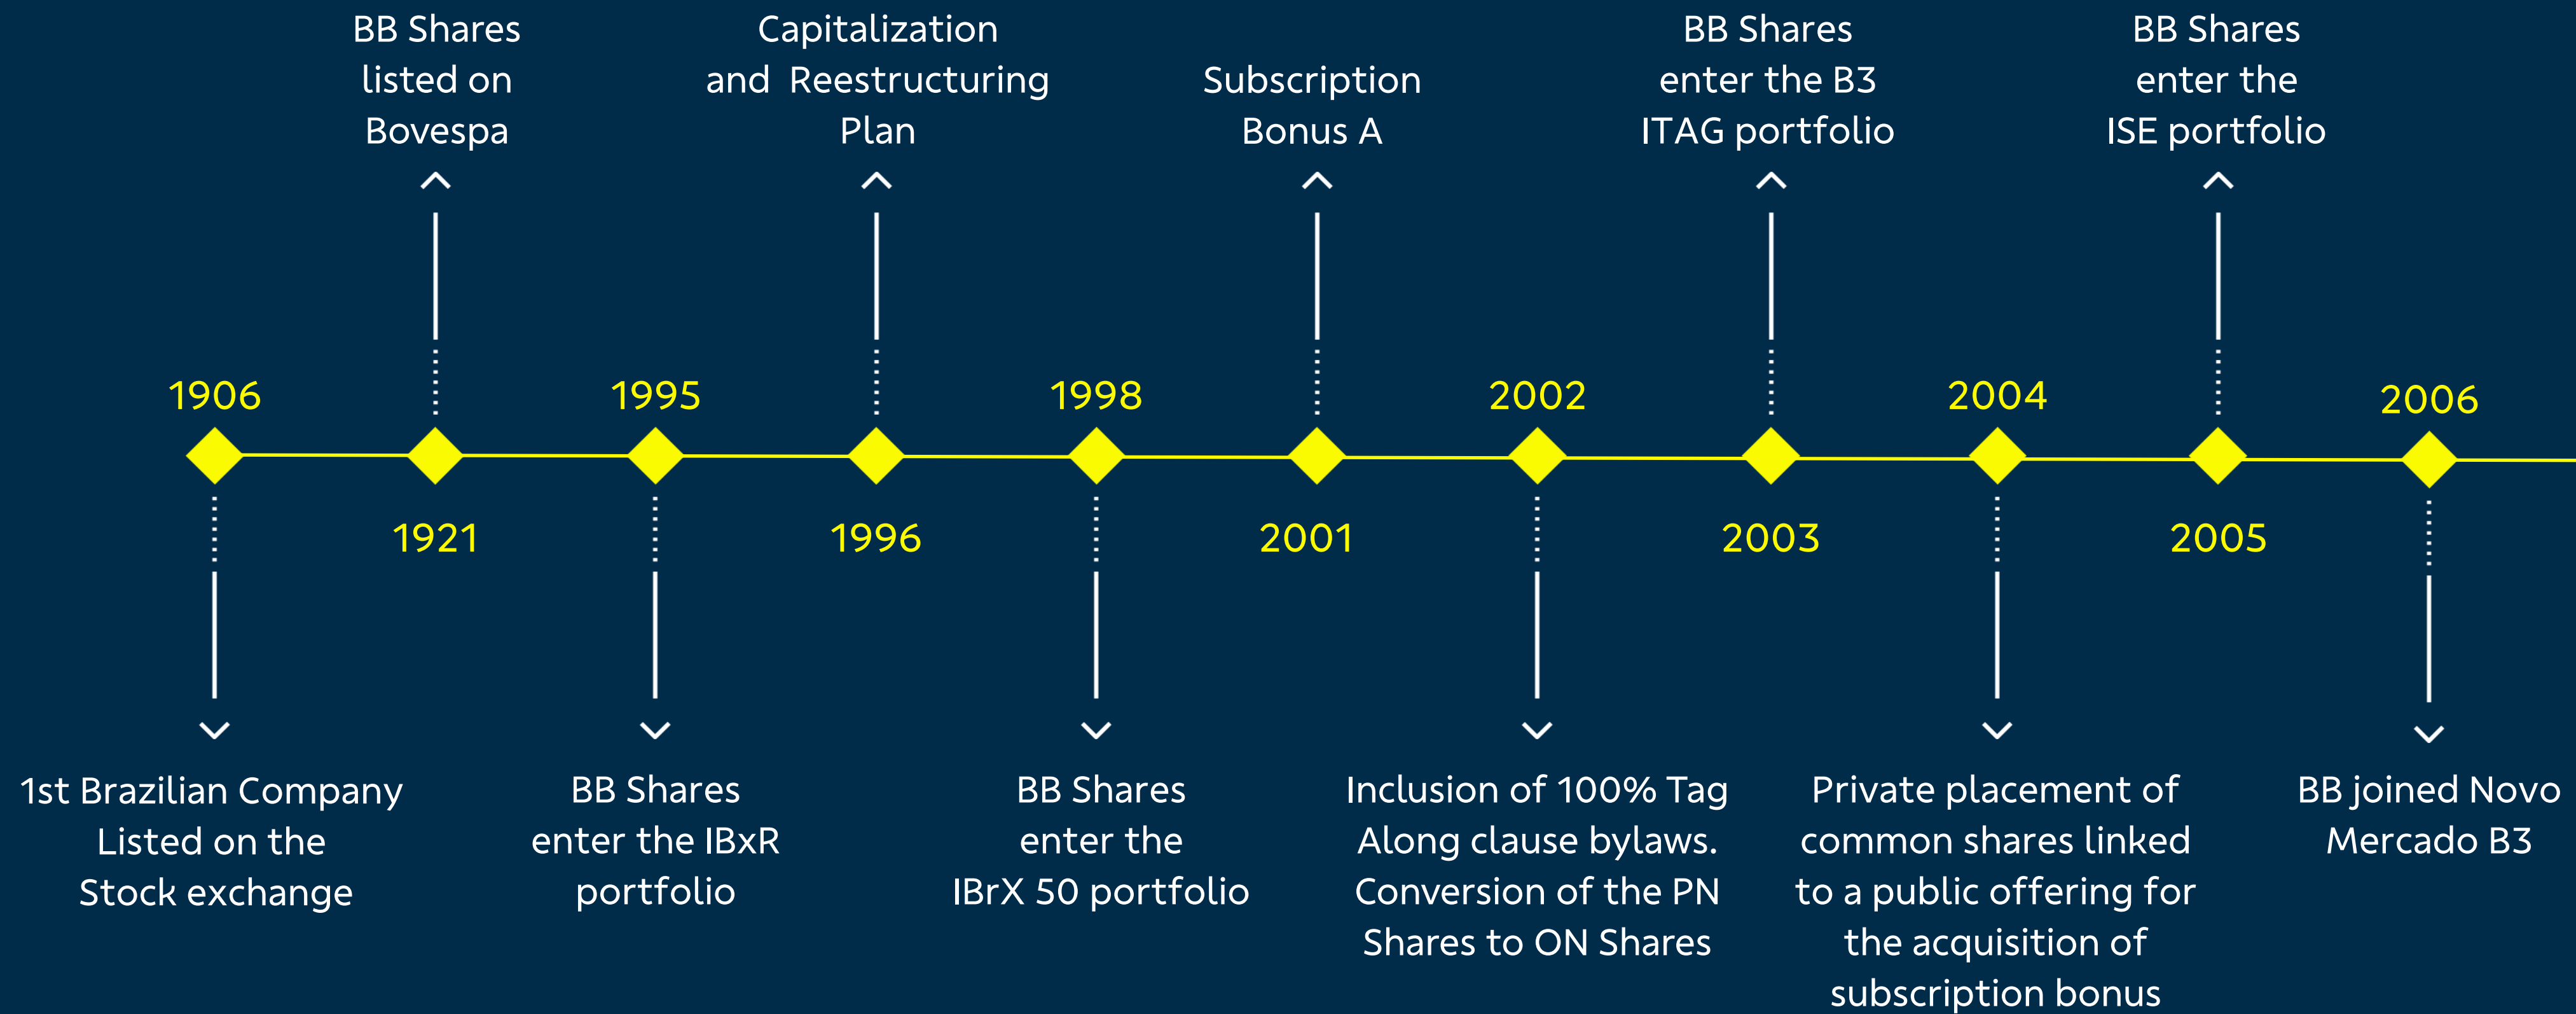 BB Shares
listed on
Bovespa
Capitalization
and Reestructuring
Plan
Subscription
Bonus A
BB Shares
enter the B3
ITAG portfolio
BB Shares
enter the
ISE portfolio
1906
1995
1998
2002
2004
2006
1921
1996
2001
2003
2005
1st Brazilian Company
Listed on the
Stock exchange
BB Shares
enter the IBxR
portfolio
BB Shares
enter the
IBrX 50 portfolio
Inclusion of 100% Tag
Along clause bylaws.
Conversion of the PN
Shares to ON Shares
Private placement of
common shares linked
to a public offering for
the acquisition of
subscription bonus
BB joined Novo
Mercado B3